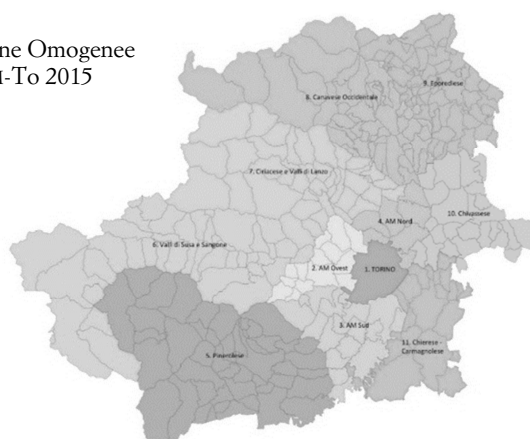 ne Omogenee
-To 2015
8. Canavese Occidentale
9. Eporediese
7. Ciriacese e Valli di Lanzo
10. Chivassese
4. AM Nord
6. Valli di Susa e Sangone
2. AM Ovest
1. TORINO
3. AM Sud
5. Pinerolese
11. Chierese -
Carmagnolese